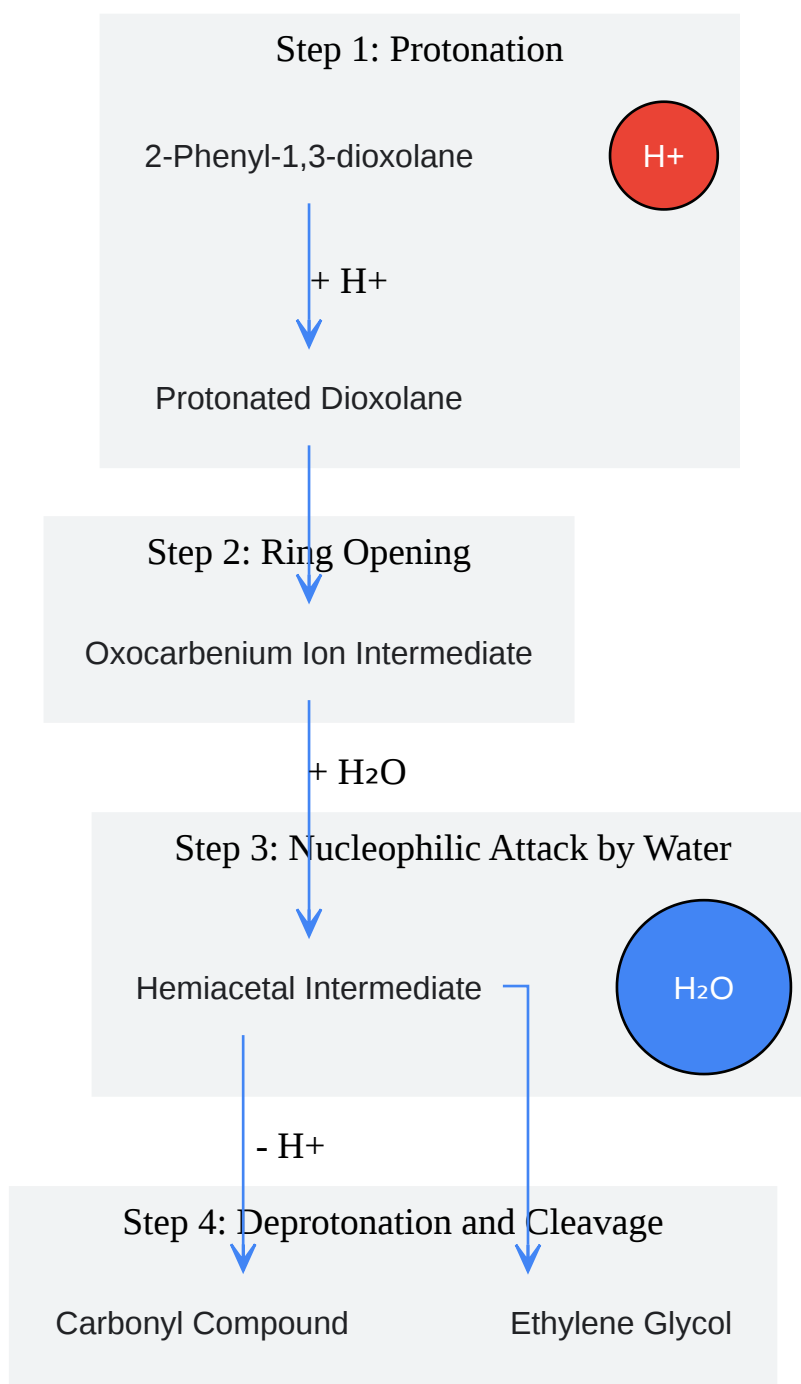 Step 1: Protonation
2-Phenyl-1,3-dioxolane
H+
+ H+
Protonated Dioxolane
Step 2: Ring Opening
Oxocarbenium Ion Intermediate
+ H₂O
Step 3: Nucleophilic Attack by Water
Hemiacetal Intermediate
H₂O
- H+
Step 4: Deprotonation and Cleavage
Carbonyl Compound
Ethylene Glycol